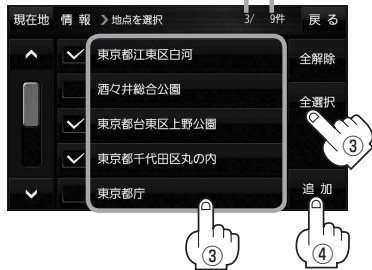 現在地 情 報 ＞地点を選択 3/ 9件 戻 る
東京都江東区白河 全解除
酒々井総合公園
全選択
東京都台東区上野公園
③
東京都千代田区丸の内
東京都庁 追 加
③ ④